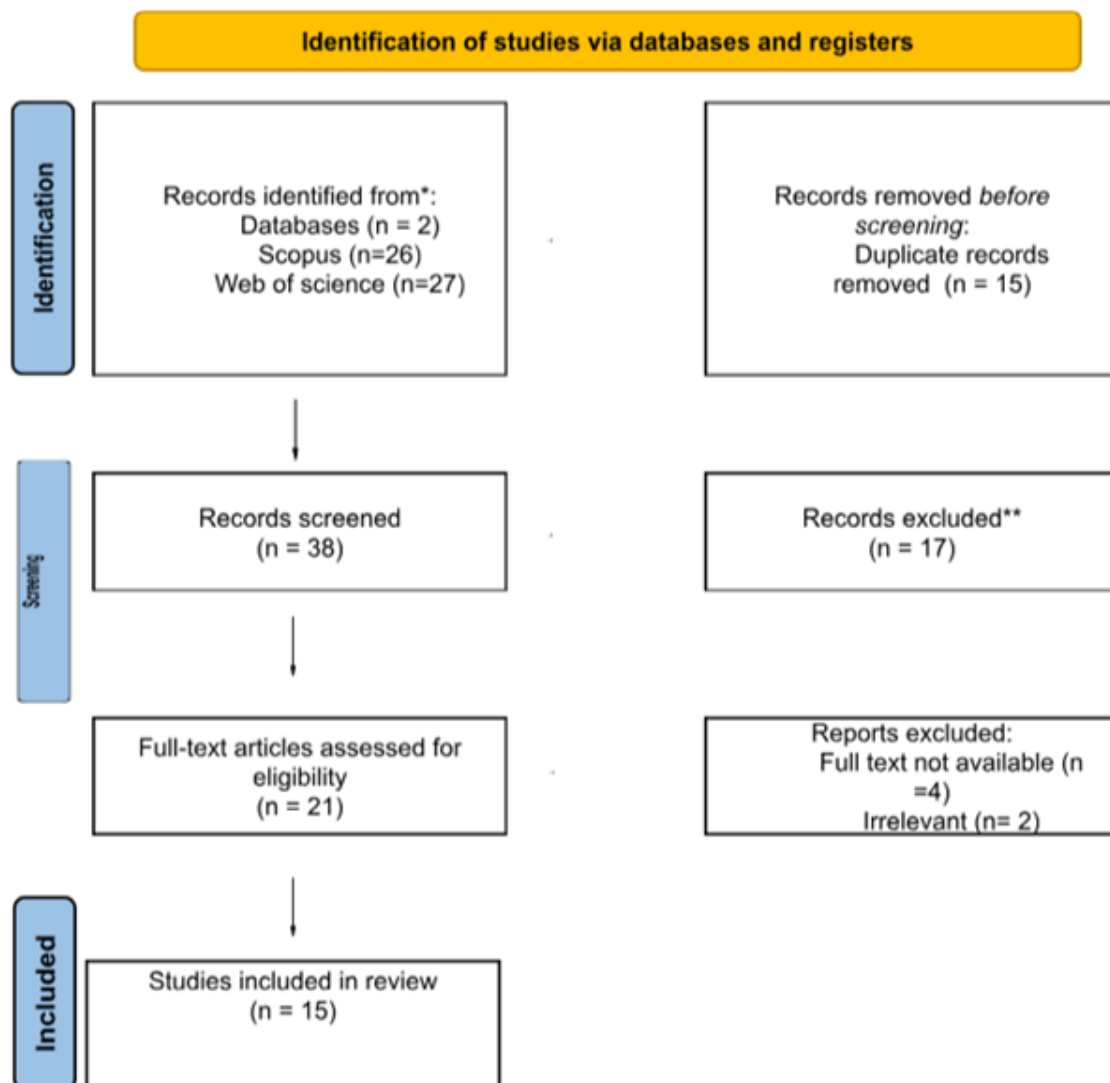 Identification of studies via databases and registers
Identification
Records identified from*:
Databases (n = 2)
Scopus (n=26)
Web of science (n=27)
Records removed before
screening:
Duplicate records
removed  (n = 15)
Screening
Records screened
(n = 38)
Records excluded**
(n = 17)
Full-text articles assessed for
eligibility
(n = 21)
Reports excluded:
Full text not available (n
=4)
Irrelevant (n= 2)
Included
Studies included in review
(n = 15)